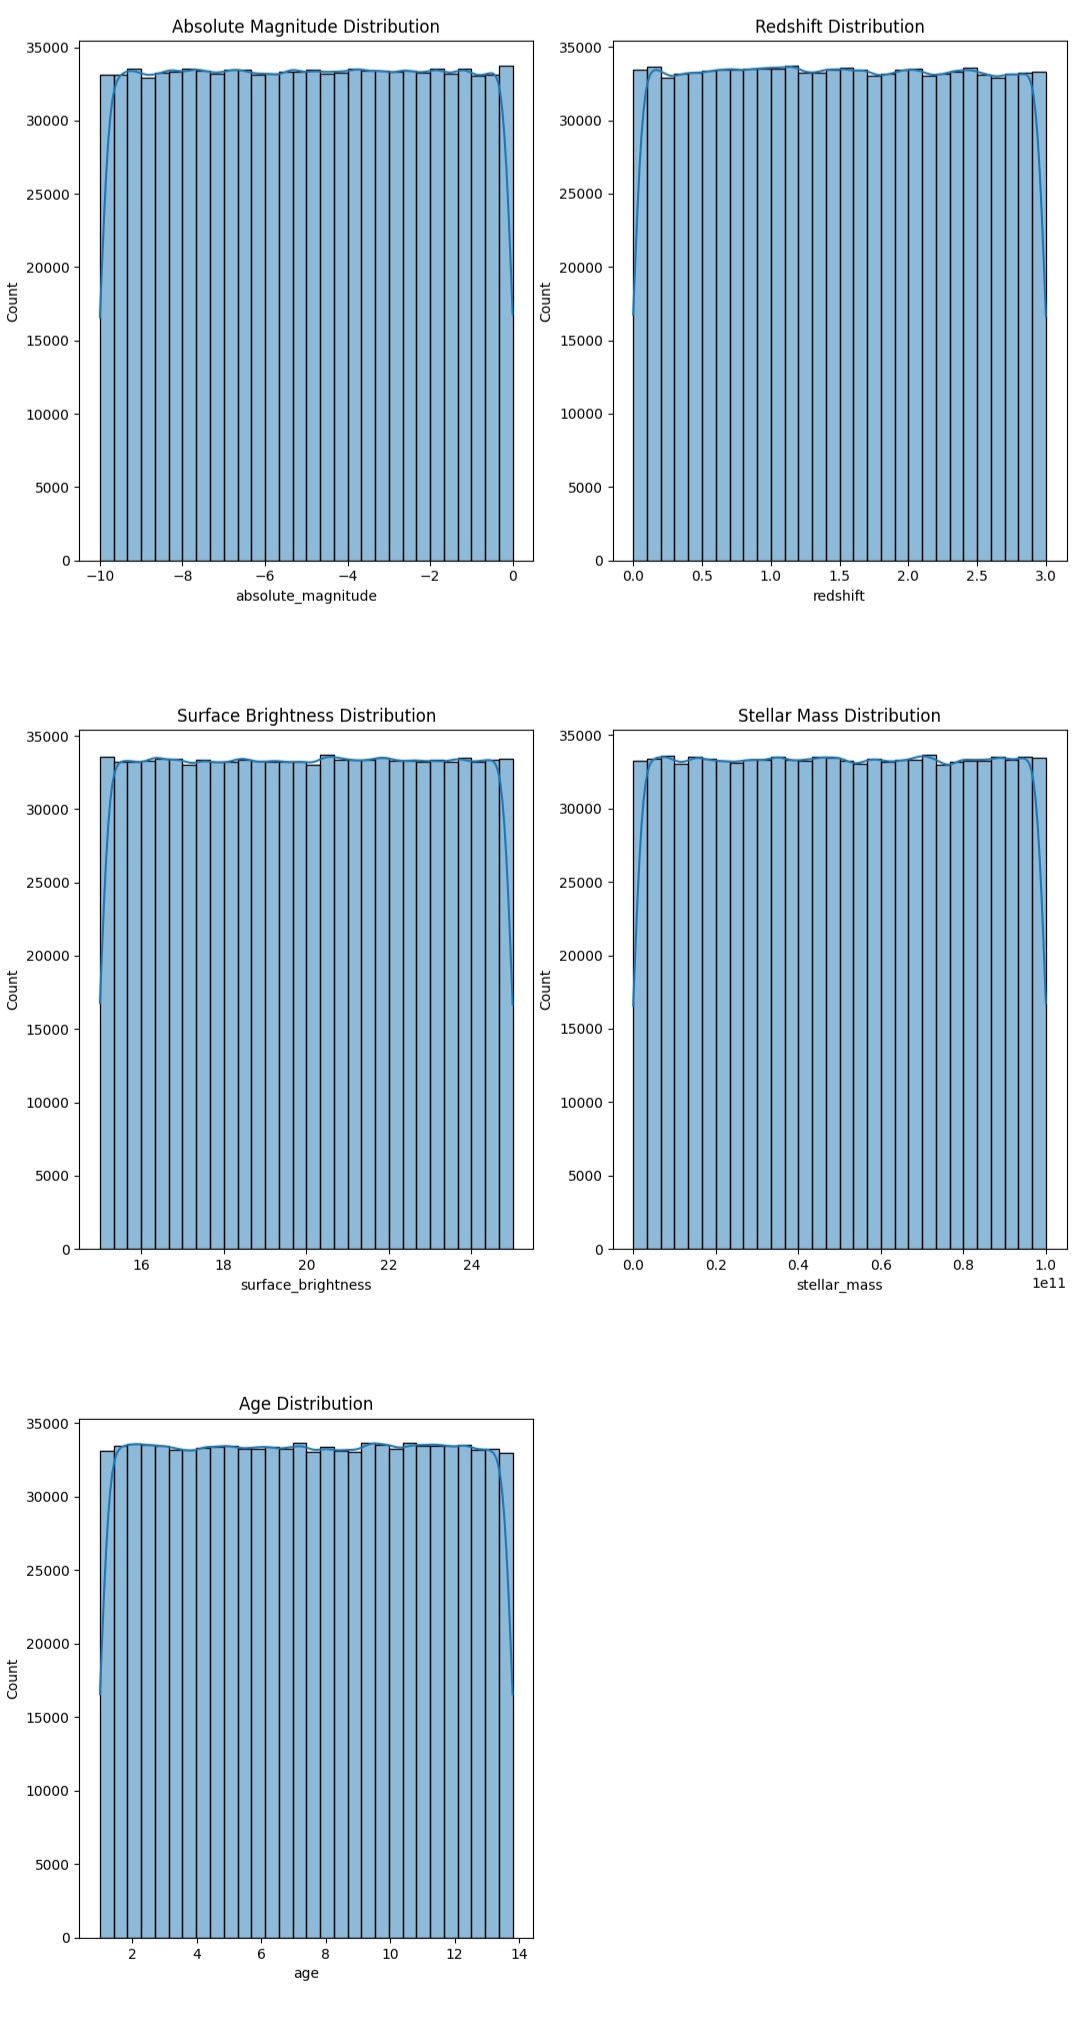 Absolute Magnitude Distribution
35000
30000
25000
20000
15000
10000
5000
0
Count
−10 −8 −6 −4 −2 0
absolute_magnitude
Redshift Distribution
35000
30000
25000
20000
15000
10000
5000
0
Count
0.0 0.5 1.0 1.5 2.0 2.5 3.0
redshift
Surface Brightness Distribution
35000
30000
25000
20000
15000
10000
5000
0
Count
16 18 20 22 24
surface_brightness
Stellar Mass Distribution
35000
30000
25000
20000
15000
10000
5000
0
Count
0.0 0.2 0.4 0.6 0.8 1.0
1e11
stellar_mass
Age Distribution
35000
30000
25000
20000
15000
10000
5000
0
Count
2 4 6 8 10 12 14
age